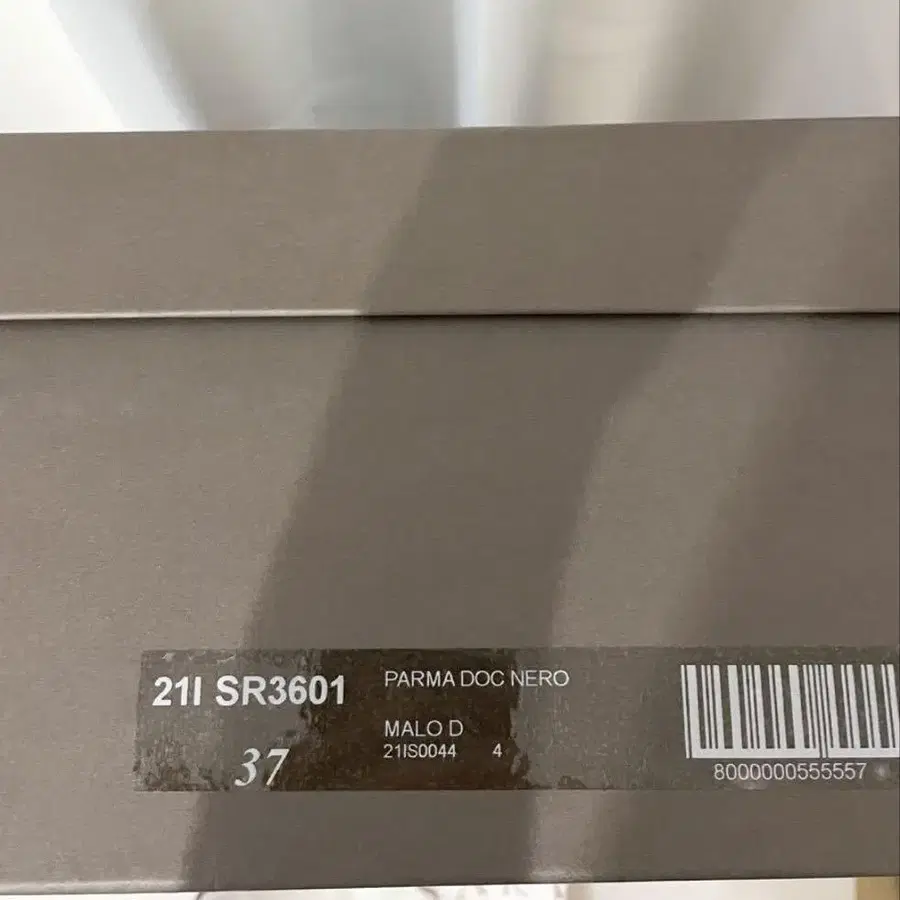 21I SR3601
37
PARMA DOC NERO
MALO D
21IS0044 4
8000000555557